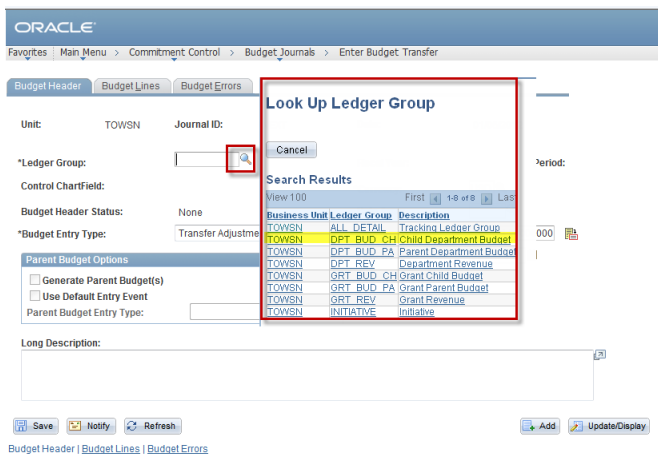 ORACLE
Favorites Main Menu > Commitment Control > Budget Journals > Enter Budget Transfer
Budget Header Budget Lines Budget Errors
Look Up Ledger Group
Unit: TOWSN Journal ID:
Cancel
*Ledger Group: Period:
Search Results
Control ChartField:
View 100 First 1-8 of 8 Last
Budget Header Status: None
Business Unit Ledger Group Description
TOWSN ALL_DETAIL Tracking Ledger Group
*Budget Entry Type: Transfer Adjustme 000
TOWSN DPT_BUD_CH Child Department Budget
TOWSN DPT_BUD_PA Parent Department Budget
TOWSN DPT_REV Department Revenue
TOWSN GRT_BUD_CH Grant Child Budget
TOWSN GRT_BUD_PA Grant Parent Budget
TOWSN GRT_REV Grant Revenue
TOWSN INITIATIVE Initiative
Parent Budget Options
Generate Parent Budget(s)
Use Default Entry Event
Parent Budget Entry Type:
Long Description:
Save Notify Refresh Add Update/Display
Budget Header | Budget Lines | Budget Errors